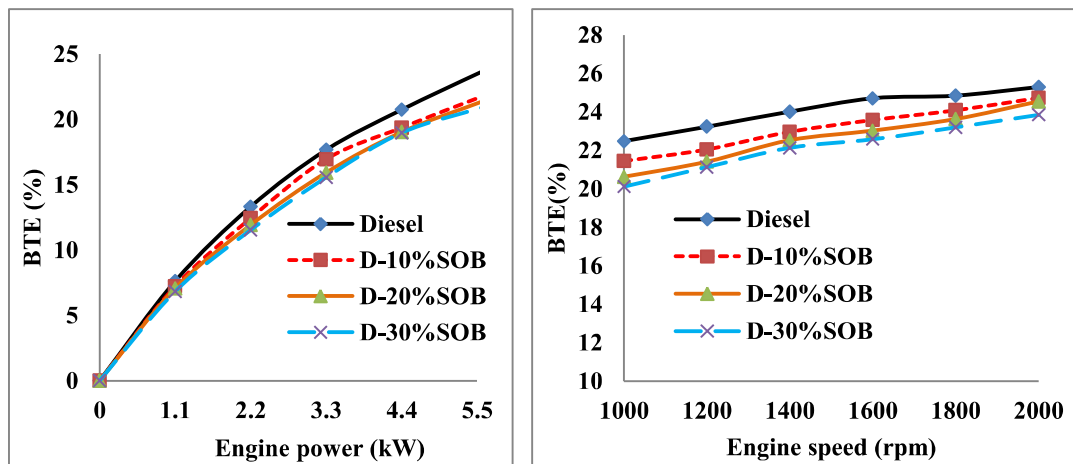 25
20
15
10
5
0
BTE (%)
Diesel
D-10%SOB
D-20%SOB
D-30%SOB
0 1.1 2.2 3.3 4.4 5.5
Engine power (kW)
28
26
24
22
20
18
16
14
12
10
BTE(%)
Diesel
D-10%SOB
D-20%SOB
D-30%SOB
1000 1200 1400 1600 1800 2000
Engine speed (rpm)